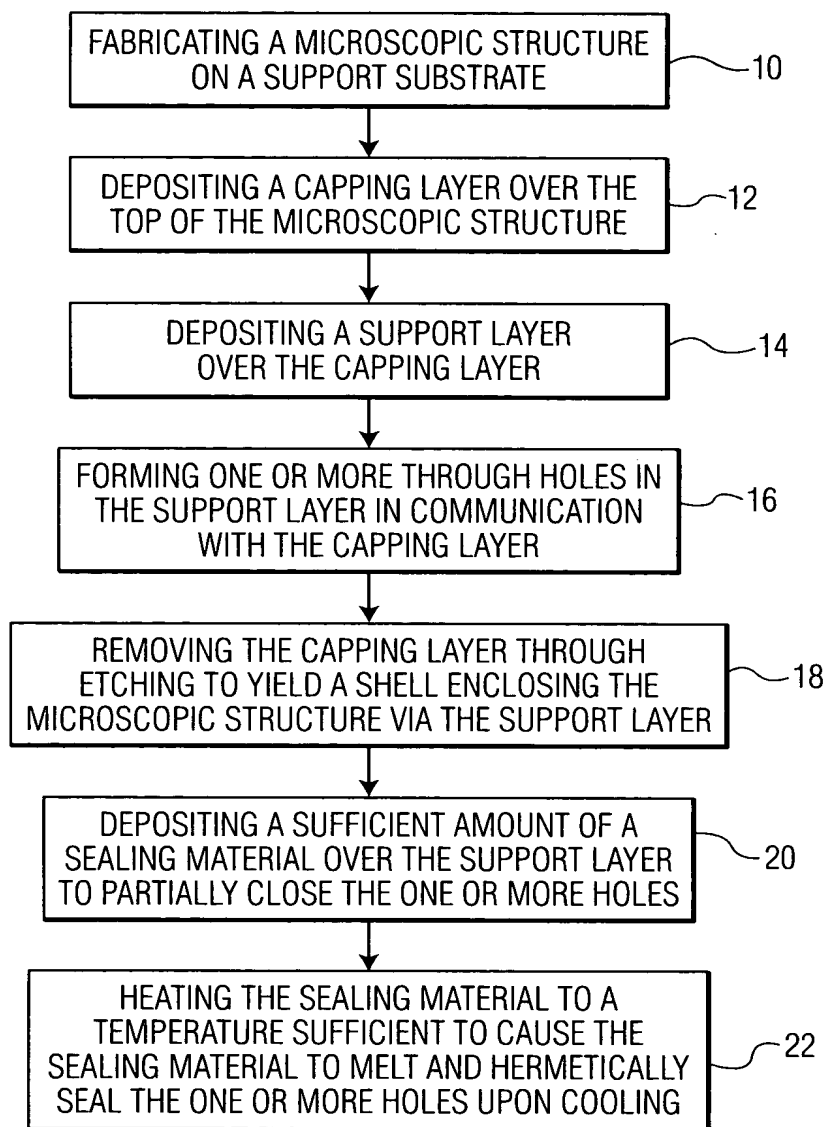 FABRICATING A MICROSCOPIC STRUCTURE
ON A SUPPORT SUBSTRATE
10
DEPOSITING A CAPPING LAYER OVER THE
TOP OF THE MICROSCOPIC STRUCTURE
12
DEPOSITING A SUPPORT LAYER
OVER THE CAPPING LAYER
14
FORMING ONE OR MORE THROUGH HOLES IN
THE SUPPORT LAYER IN COMMUNICATION
WITH THE CAPPING LAYER
16
REMOVING THE CAPPING LAYER THROUGH
ETCHING TO YIELD A SHELL ENCLOSING THE
MICROSCOPIC STRUCTURE VIA THE SUPPORT LAYER
18
DEPOSITING A SUFFICIENT AMOUNT OF A
SEALING MATERIAL OVER THE SUPPORT LAYER
TO PARTIALLY CLOSE THE ONE OR MORE HOLES
20
HEATING THE SEALING MATERIAL TO A
TEMPERATURE SUFFICIENT TO CAUSE THE
SEALING MATERIAL TO MELT AND HERMETICALLY
SEAL THE ONE OR MORE HOLES UPON COOLING
22